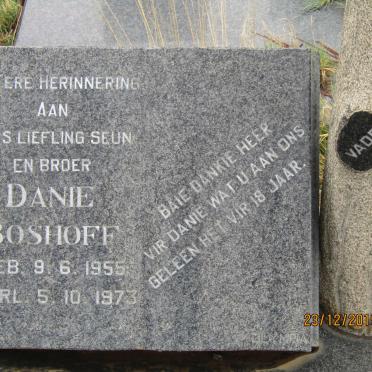 TERE HERINNERING
AAN
S LIEFLING SEUN
EN BROER
DANIE
BOSHOFF
EB. 9. 6. 1955
RL. 5. 10. 1973
BAIE DANKIE HEER
VIR DANIE WAT U AAN ONS
GELEEN HET VIR 18 JAAR.
VADE
23/12/201